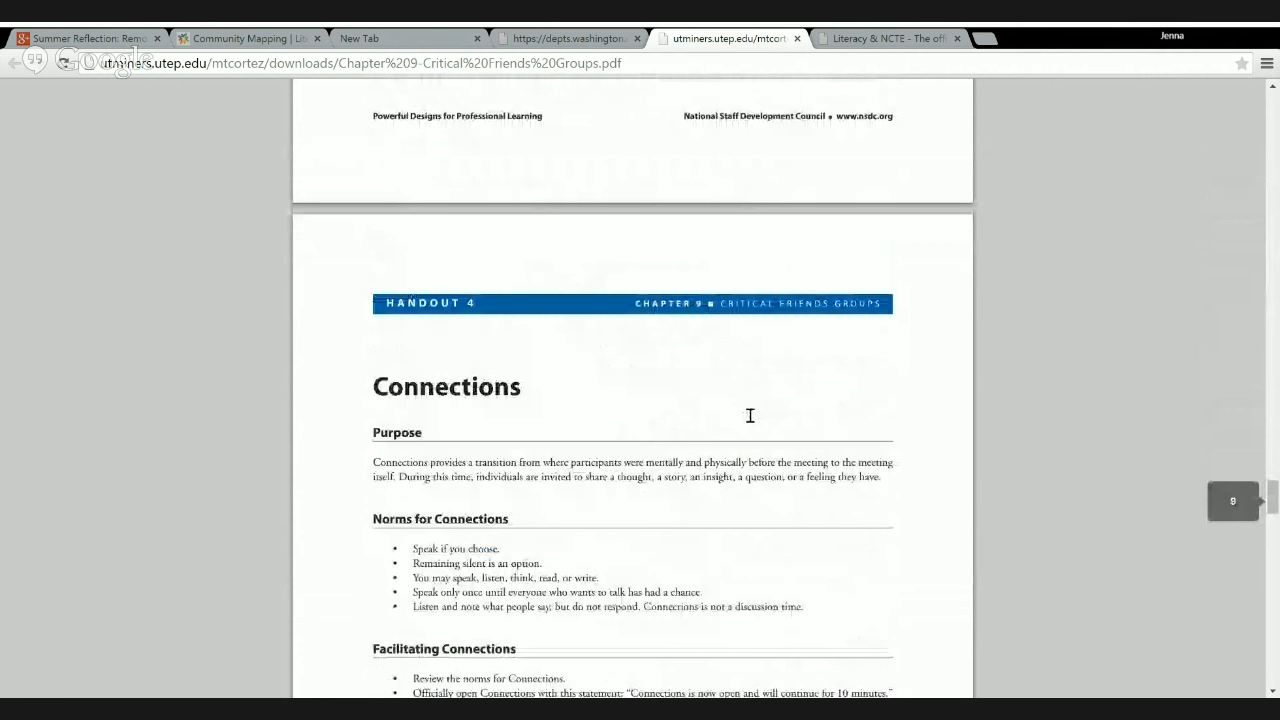 Summer Reflection: Remo
Community Mapping | Lit
New Tab
https://depts.washington.
utminers.utep.edu/mtcort
Literacy & NCTE - The offi
Jenna
Google
utminers.utep.edu/mtcortez/downloads/Chapter%209-Critical%20Friends%20Groups.pdf
Powerful Designs for Professional Learning
National Staff Development Council • www.nsdc.org
HANDOUT 4
CHAPTER 9 ■ CRITICAL FRIENDS GROUPS
Connections
Purpose
Connections provides a transition from where participants were mentally and physically before the meeting to the meeting
itself. During this time, individuals are invited to share a thought, a story, an insight, a question, or a feeling they have.
Norms for Connections
• Speak if you choose.
• Remaining silent is an option.
• You may speak, listen, think, read, or write.
• Speak only once until everyone who wants to talk has had a chance.
• Listen and note what people say, but do not respond. Connections is not a discussion time.
9
Facilitating Connections
• Review the norms for Connections.
• Officially open Connections with this statement: “Connections is now open and will continue for 10 minutes.”